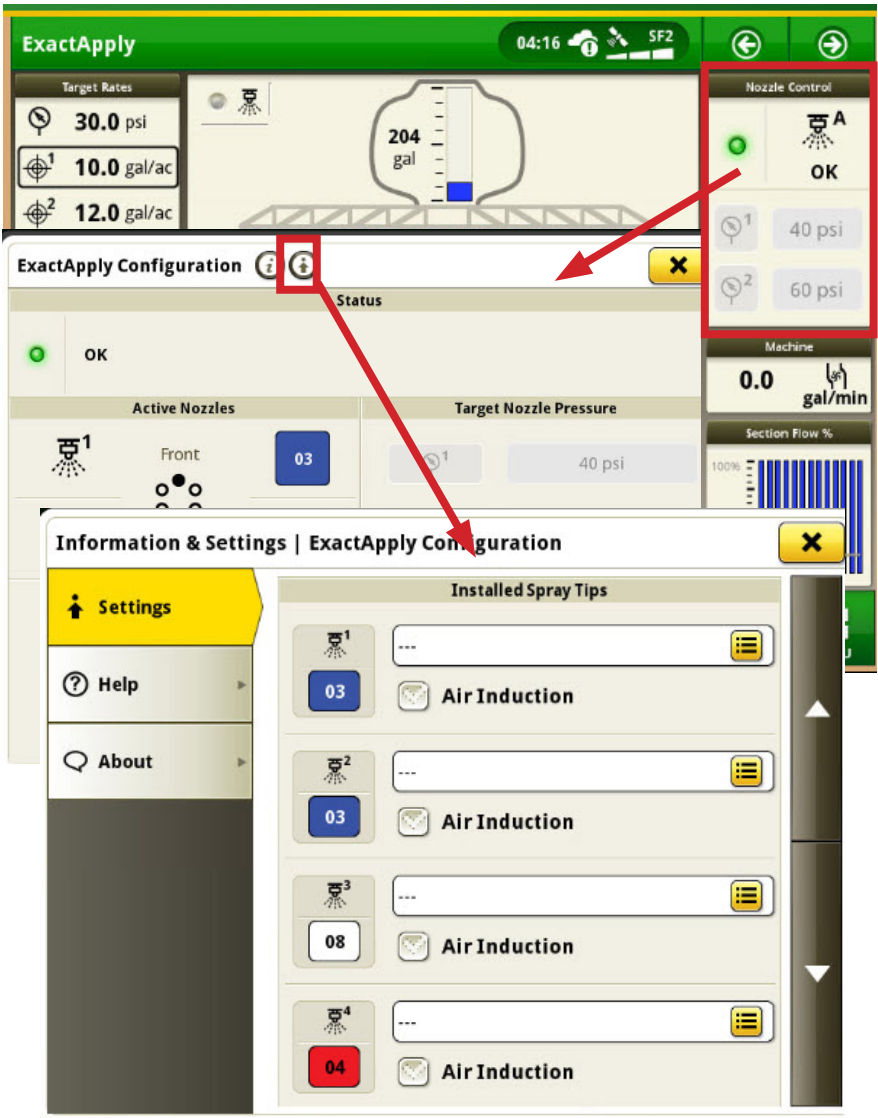 ExactApply
04:16
SF2
Target Rates
30.0 psi
1 10.0 gal/ac
2 12.0 gal/ac
204
gal
Nozzle Control
A
OK
1 40 psi
2 60 psi
Machine
0.0 gal/min
Section Flow %
100%
ExactApply Configuration
Status
OK
Active Nozzles
1 Front 03
Target Nozzle Pressure
1 40 psi
Information & Settings | ExactApply Configuration
Settings
Help
About
Installed Spray Tips
1 ---
03 Air Induction
2 ---
03 Air Induction
3 ---
08 Air Induction
4 ---
04 Air Induction